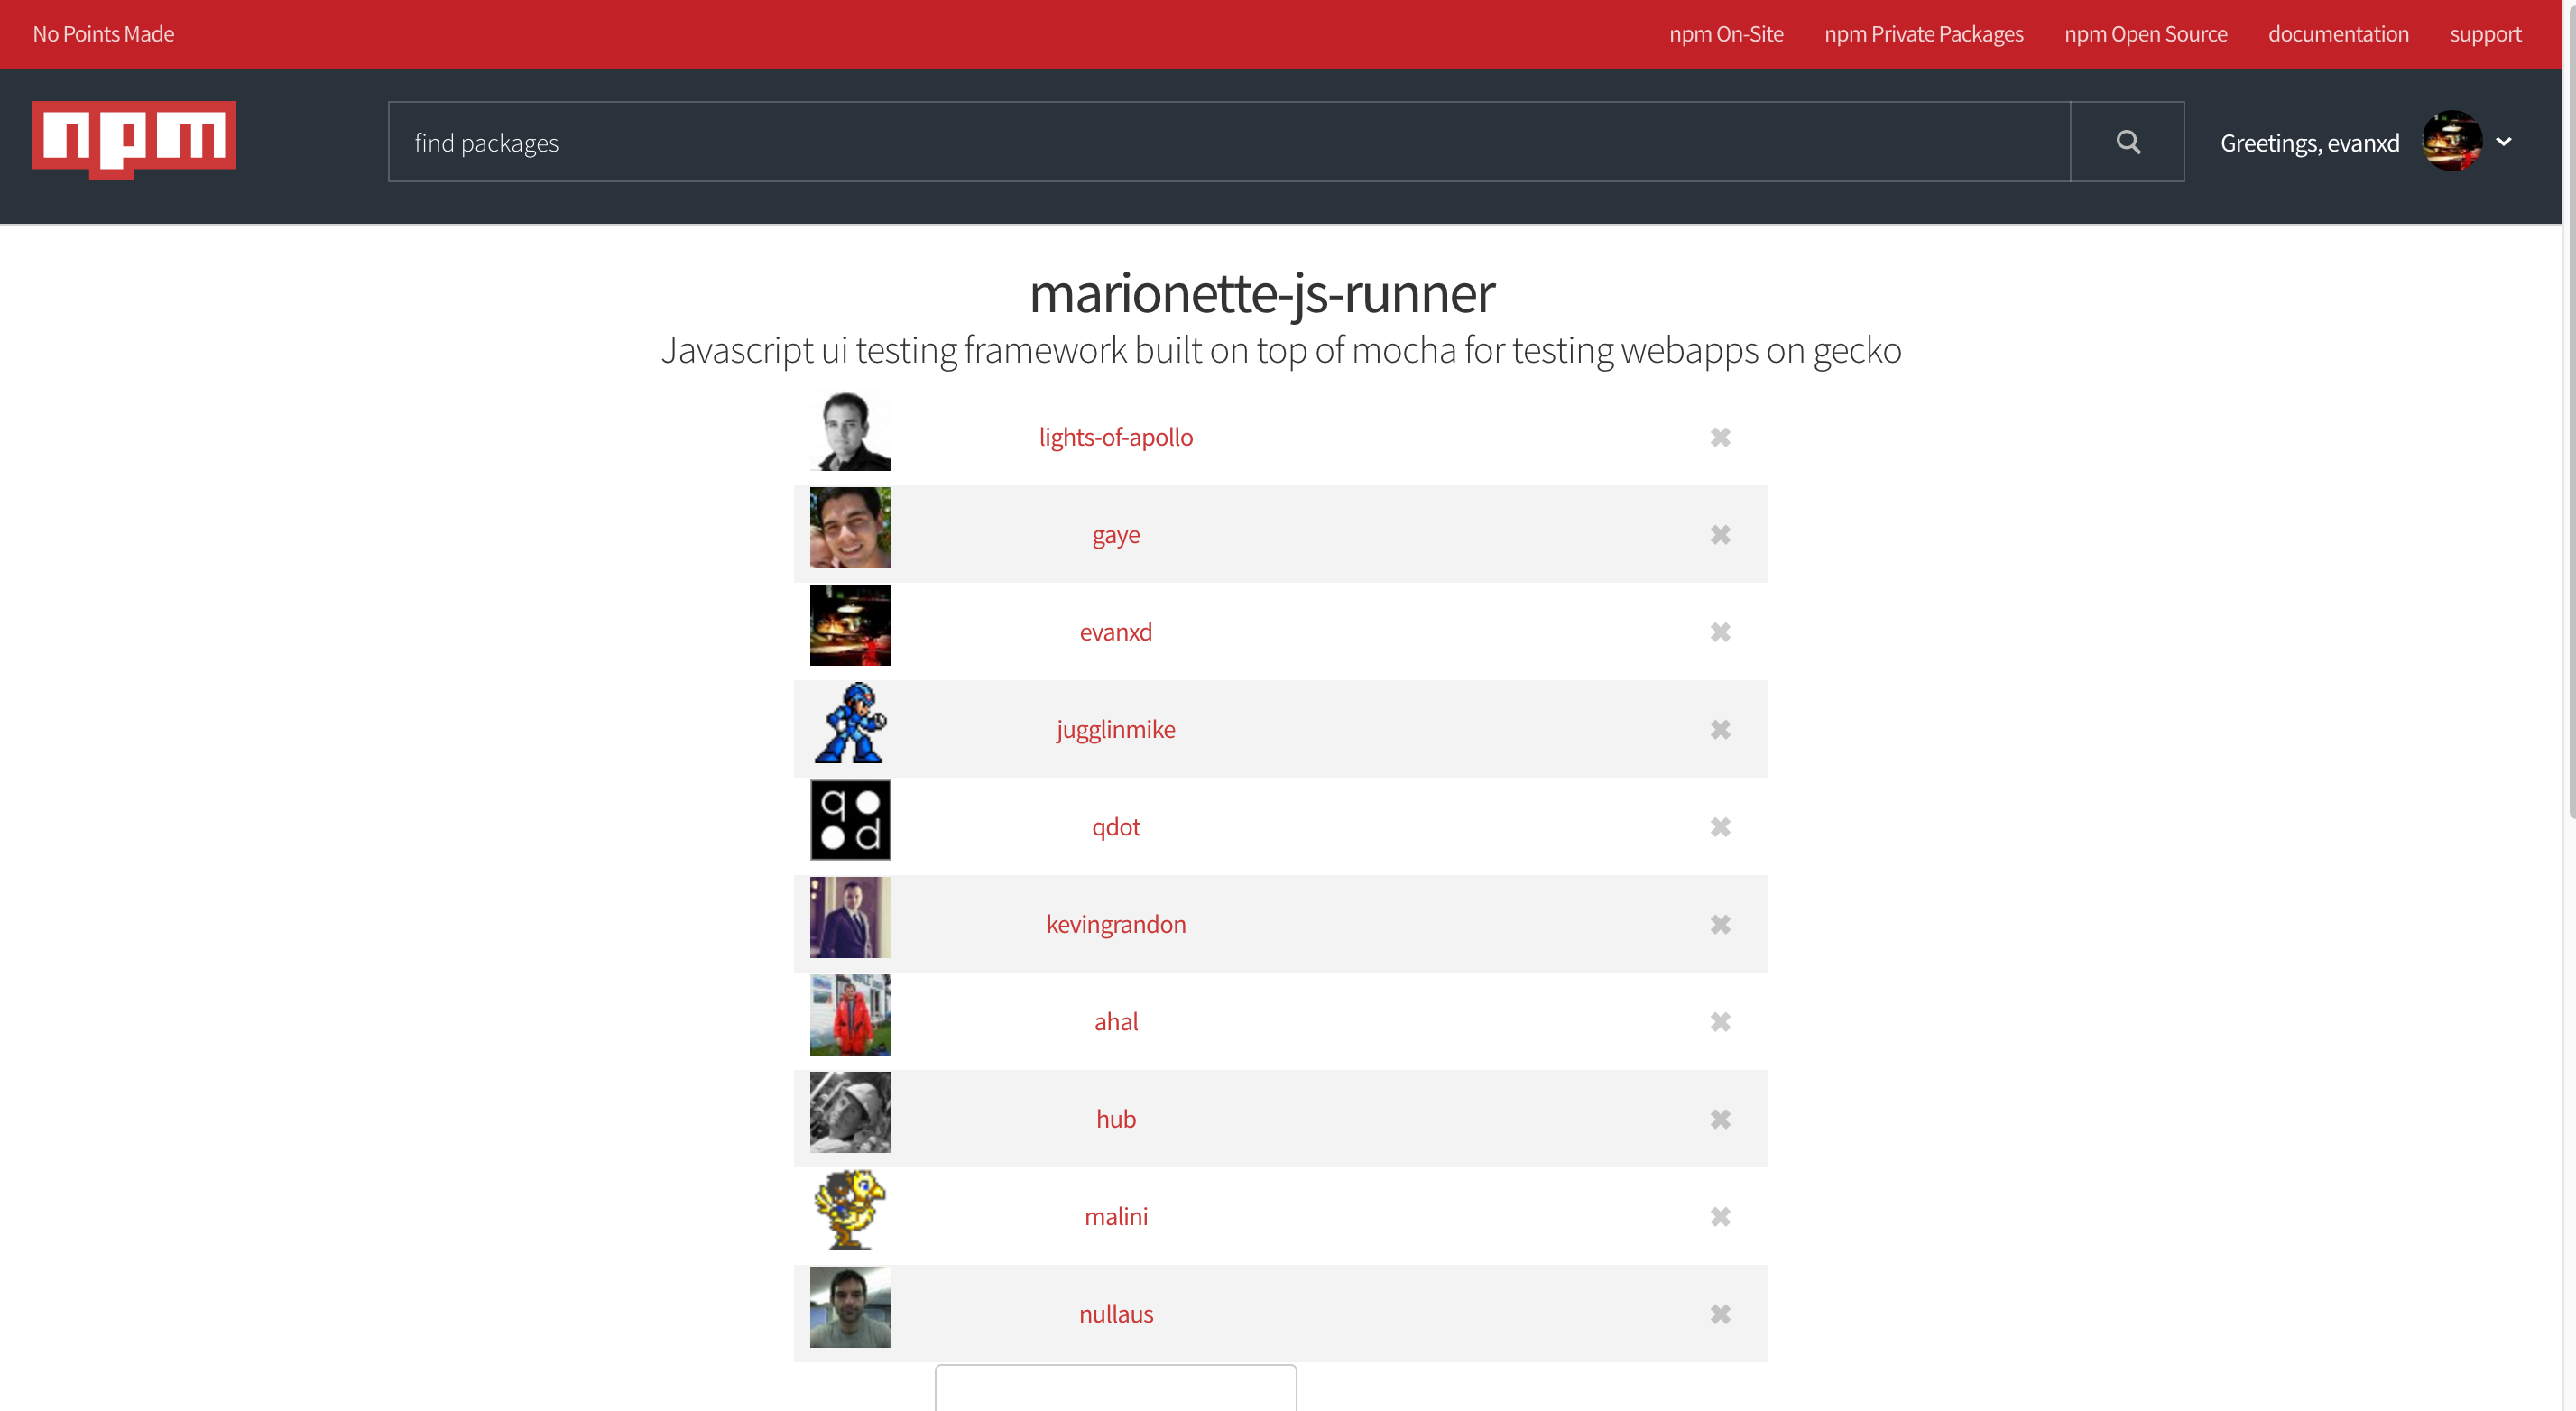 No Points Made
npm On-Site
npm Private Packages
npm Open Source
documentation
support
npm
find packages
Greetings, evanxd
marionette-js-runner
Javascript ui testing framework built on top of mocha for testing webapps on gecko
lights-of-apollo
gaye
evanxd
jugglinmike
q
d
qdot
kevingrandon
ahal
hub
malini
nullaus